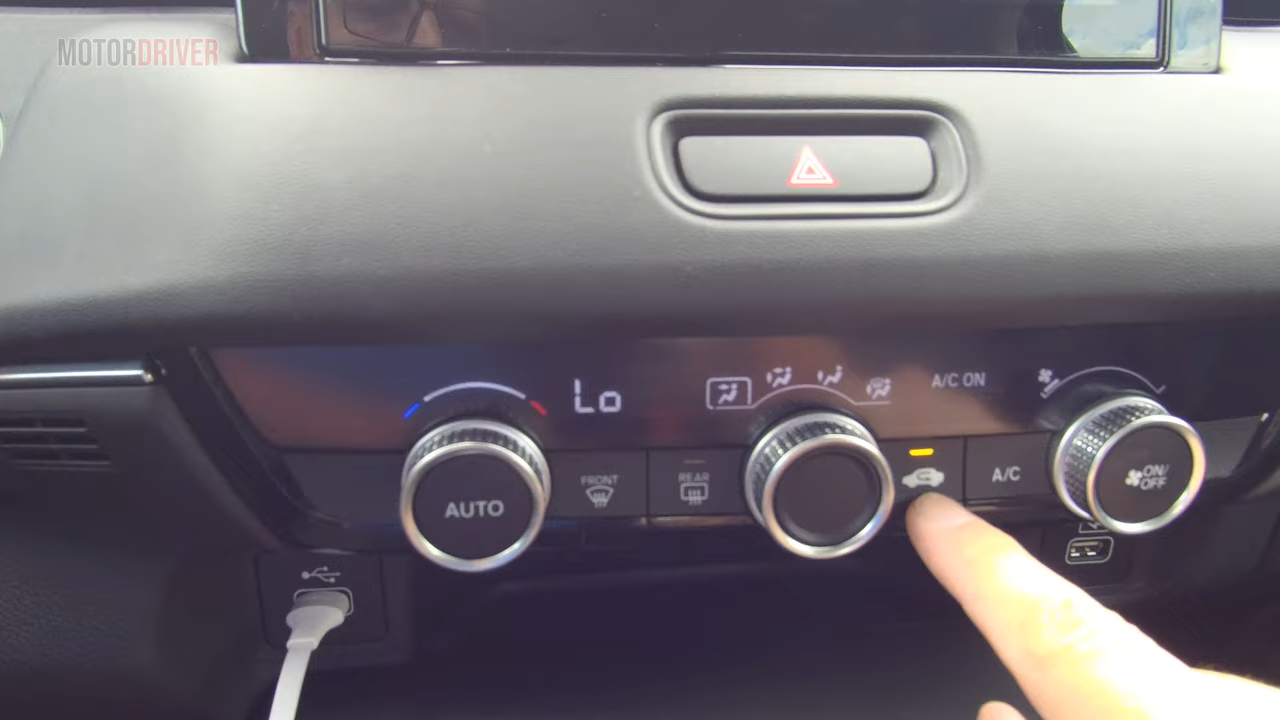 MOTORDRIVER
Lo
A/C ON
AUTO
FRONT
REAR
A/C
ON/
OFF